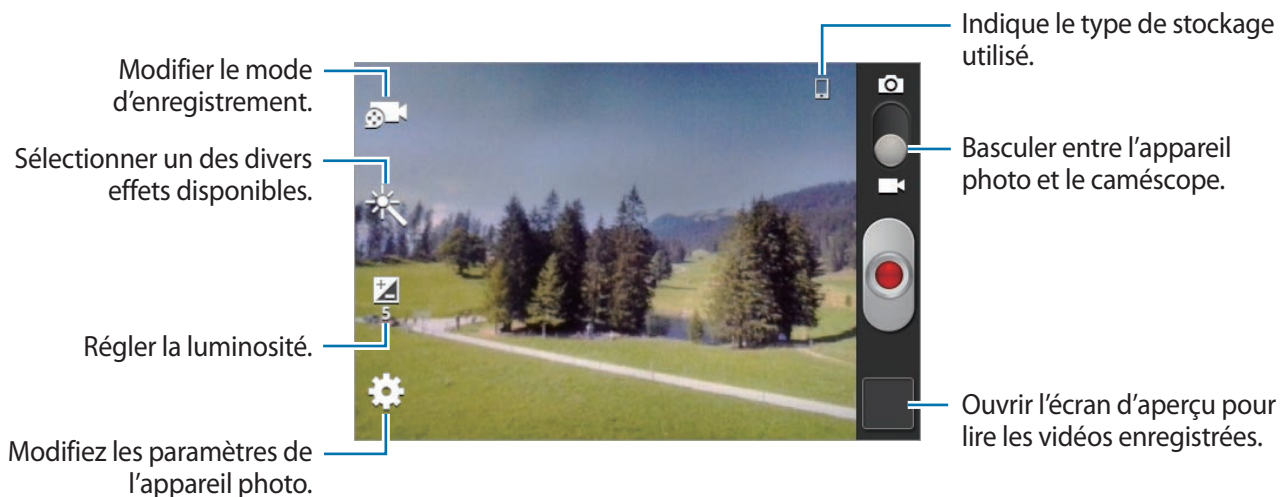 Modifier le mode
d'enregistrement.
Sélectionner un des divers
effets disponibles.
Régler la luminosité.
Modifiez les paramètres de
l'appareil photo.
5
Indique le type de stockage
utilisé.
Basculer entre l'appareil
photo et le caméscope.
Ouvrir l'écran d'aperçu pour
lire les vidéos enregistrées.